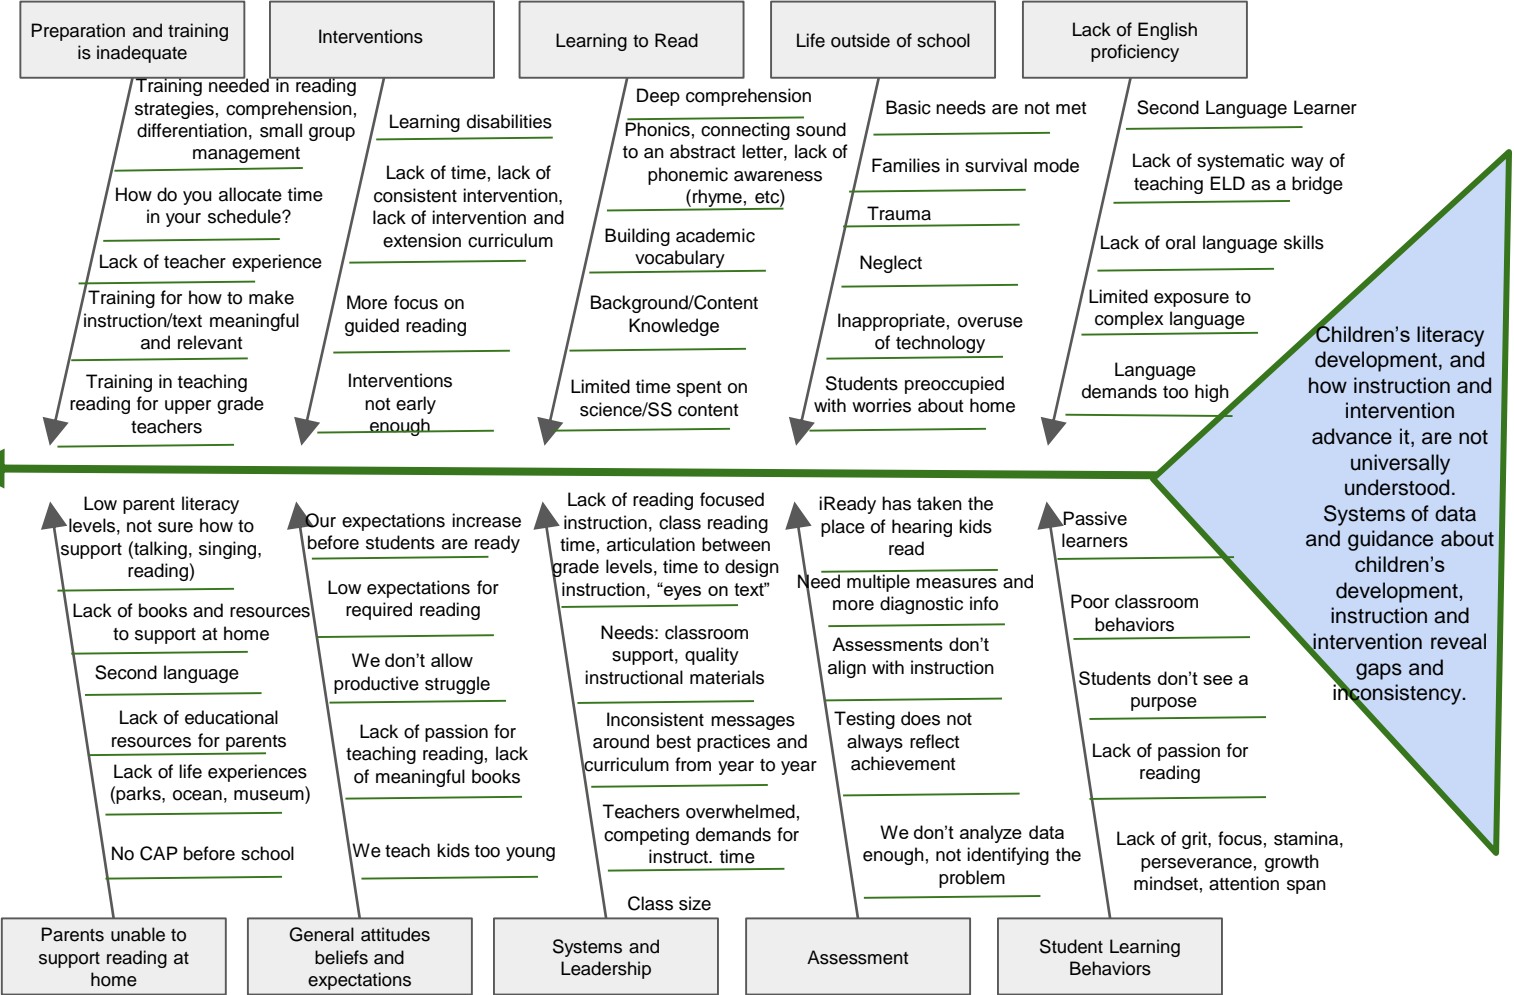 Preparation and training
is inadequate
Training needed in reading
strategies, comprehension,
differentiation, small group
management
How do you allocate time
in your schedule?
Lack of teacher experience
Training for how to make
instruction/text meaningful
and relevant
Training in teaching
reading for upper grade
teachers
Interventions
Learning disabilities
Lack of time, lack of
consistent intervention,
lack of intervention and
extension curriculum
More focus on
guided reading
Interventions
not early
enough
Learning to Read
Deep comprehension
Phonics, connecting sound
to an abstract letter, lack of
phonemic awareness
(rhyme, etc)
Building academic
vocabulary
Background/Content
Knowledge
Limited time spent on
science/SS content
Life outside of school
Basic needs are not met
Families in survival mode
Trauma
Neglect
Inappropriate, overuse
of technology
Students preoccupied
with worries about home
Lack of English
proficiency
Second Language Learner
Lack of systematic way of
teaching ELD as a bridge
Lack of oral language skills
Limited exposure to
complex language
Language
demands too high
Children’s literacy
development, and
how instruction and
intervention
advance it, are not
universally
understood.
Systems of data
and guidance about
children’s
development,
instruction and
intervention reveal
gaps and
inconsistency.
Low parent literacy
levels, not sure how to
support (talking, singing,
reading)
Lack of books and resources
to support at home
Second language
Lack of educational
resources for parents
Lack of life experiences
(parks, ocean, museum)
No CAP before school
Parents unable to
support reading at
home
Our expectations increase
before students are ready
Low expectations for
required reading
We don’t allow
productive struggle
Lack of passion for
teaching reading, lack
of meaningful books
We teach kids too young
General attitudes
beliefs and
expectations
Lack of reading focused
instruction, class reading
time, articulation between
grade levels, time to design
instruction, “eyes on text”
Needs: classroom
support, quality
instructional materials
Inconsistent messages
around best practices and
curriculum from year to year
Teachers overwhelmed,
competing demands for
instruct. time
Class size
Systems and
Leadership
iReady has taken the
place of hearing kids
read
Need multiple measures and
more diagnostic info
Assessments don’t
align with instruction
Testing does not
always reflect
achievement
We don’t analyze data
enough, not identifying the
problem
Assessment
Passive
learners
Poor classroom
behaviors
Students don’t see a
purpose
Lack of passion for
reading
Lack of grit, focus, stamina,
perseverance, growth
mindset, attention span
Student Learning
Behaviors